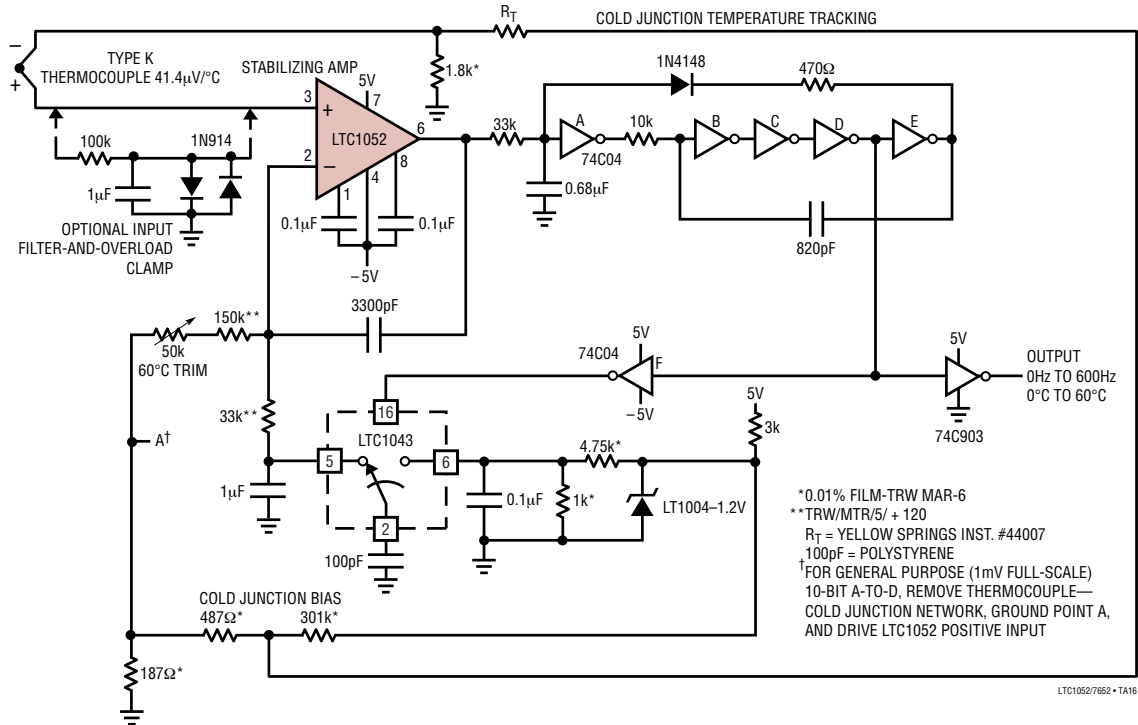 R_T
COLD JUNCTION TEMPERATURE TRACKING
–
+
TYPE K
THERMOCOUPLE 41.4µV/°C
STABILIZING AMP
5V
7
3
+
LTC1052
6
2
–
8
1
4
0.1µF
0.1µF
–5V
1.8k*
100k
1N914
1µF
OPTIONAL INPUT
FILTER-AND-OVERLOAD
CLAMP
33k
0.68µF
1N4148
470Ω
A
74C04
10k
B
C
D
E
820pF
3300pF
150k**
50k
60°C TRIM
33k**
A†
1µF
74C04
5V
F
–5V
5V
74C903
OUTPUT
0Hz TO 600Hz
0°C TO 60°C
16
LTC1043
5
6
2
100pF
5V
3k
4.75k*
0.1µF
1k*
LT1004–1.2V
COLD JUNCTION BIAS
487Ω*
301k*
187Ω*
*0.01% FILM-TRW MAR-6
**TRW/MTR/5/ + 120
R_T = YELLOW SPRINGS INST. #44007
100pF = POLYSTYRENE
†FOR GENERAL PURPOSE (1mV FULL-SCALE)
10-BIT A-TO-D, REMOVE THERMOCOUPLE—
COLD JUNCTION NETWORK, GROUND POINT A,
AND DRIVE LTC1052 POSITIVE INPUT
LTC1052/7652 • TA16